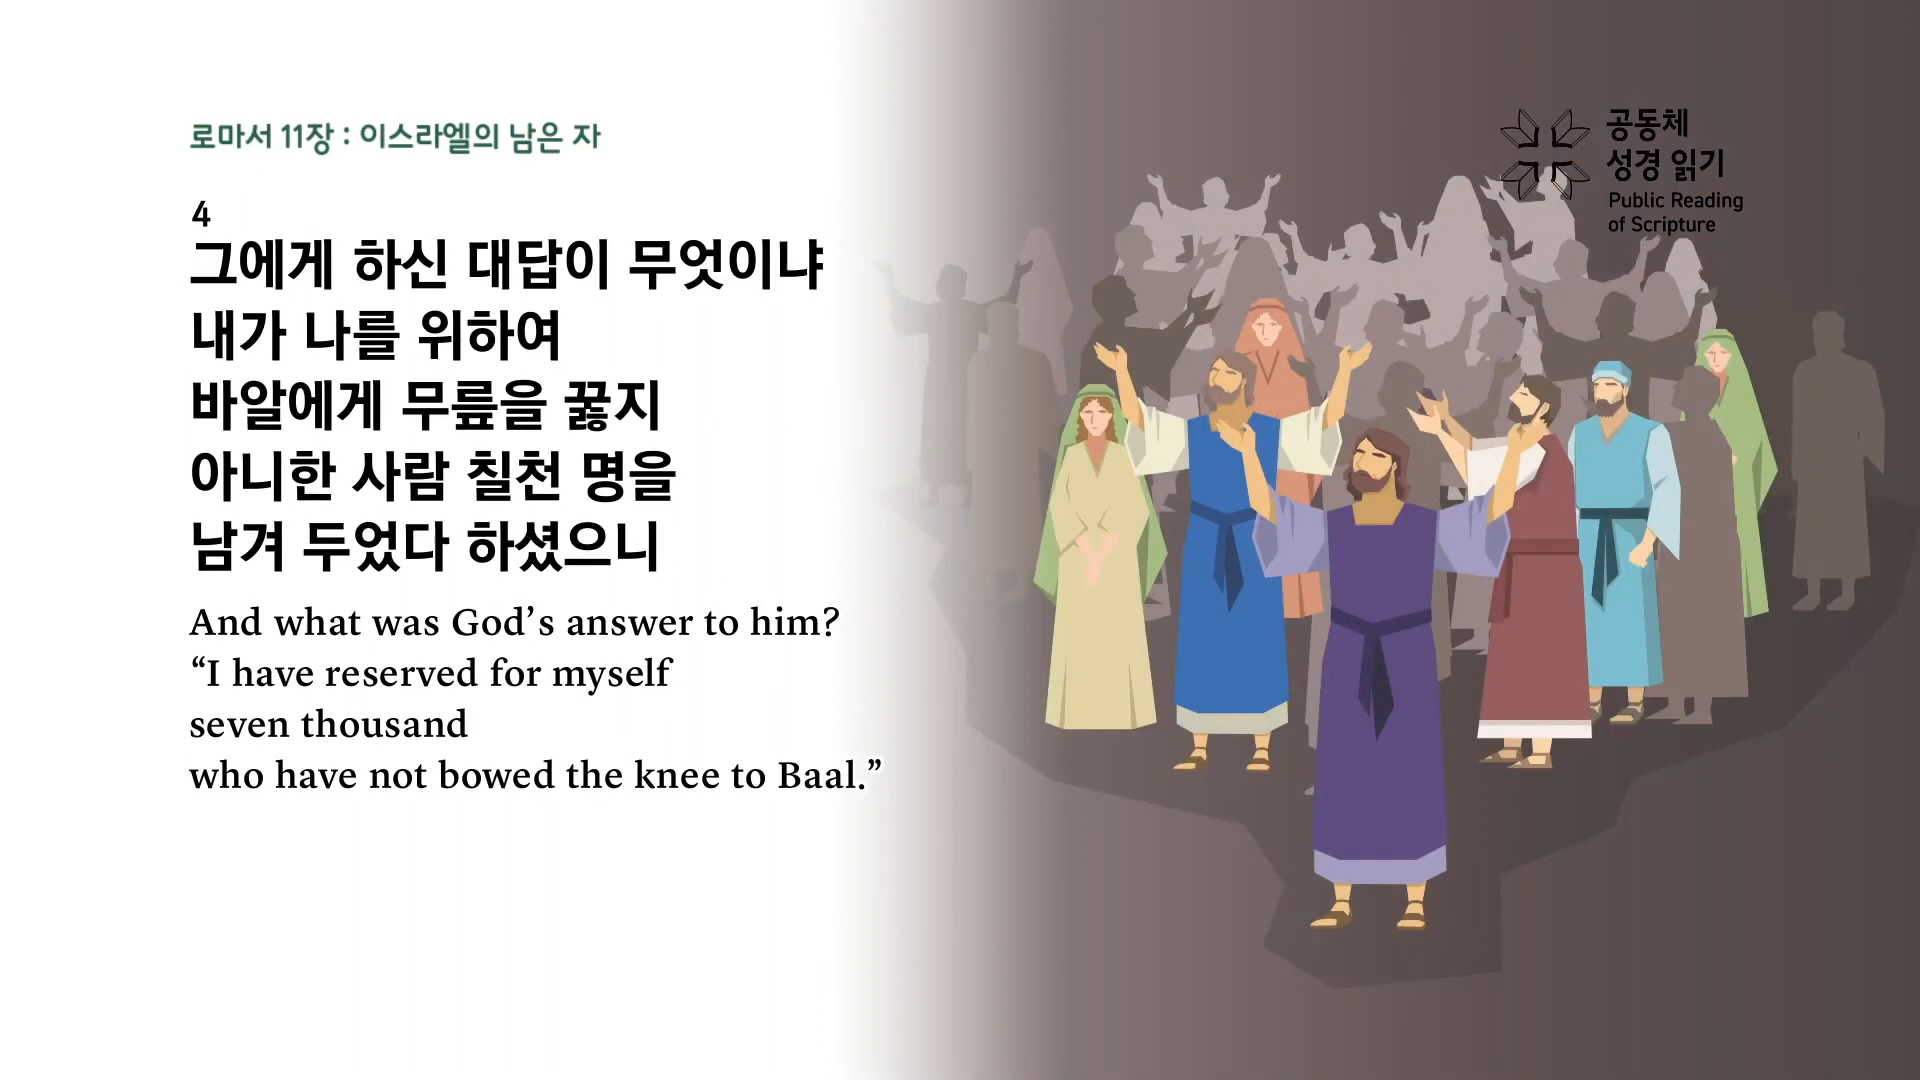 로마서 11장 : 이스라엘의 남은 자
4
그에게 하신 대답이 무엇이냐
내가 나를 위하여
바알에게 무릎을 꿇지
아니한 사람 칠천 명을
남겨 두었다 하셨으니
And what was God’s answer to him?
“I have reserved for myself
seven thousand
who have not bowed the knee to Baal.”
공동체
성경 읽기
Public Reading
of Scripture